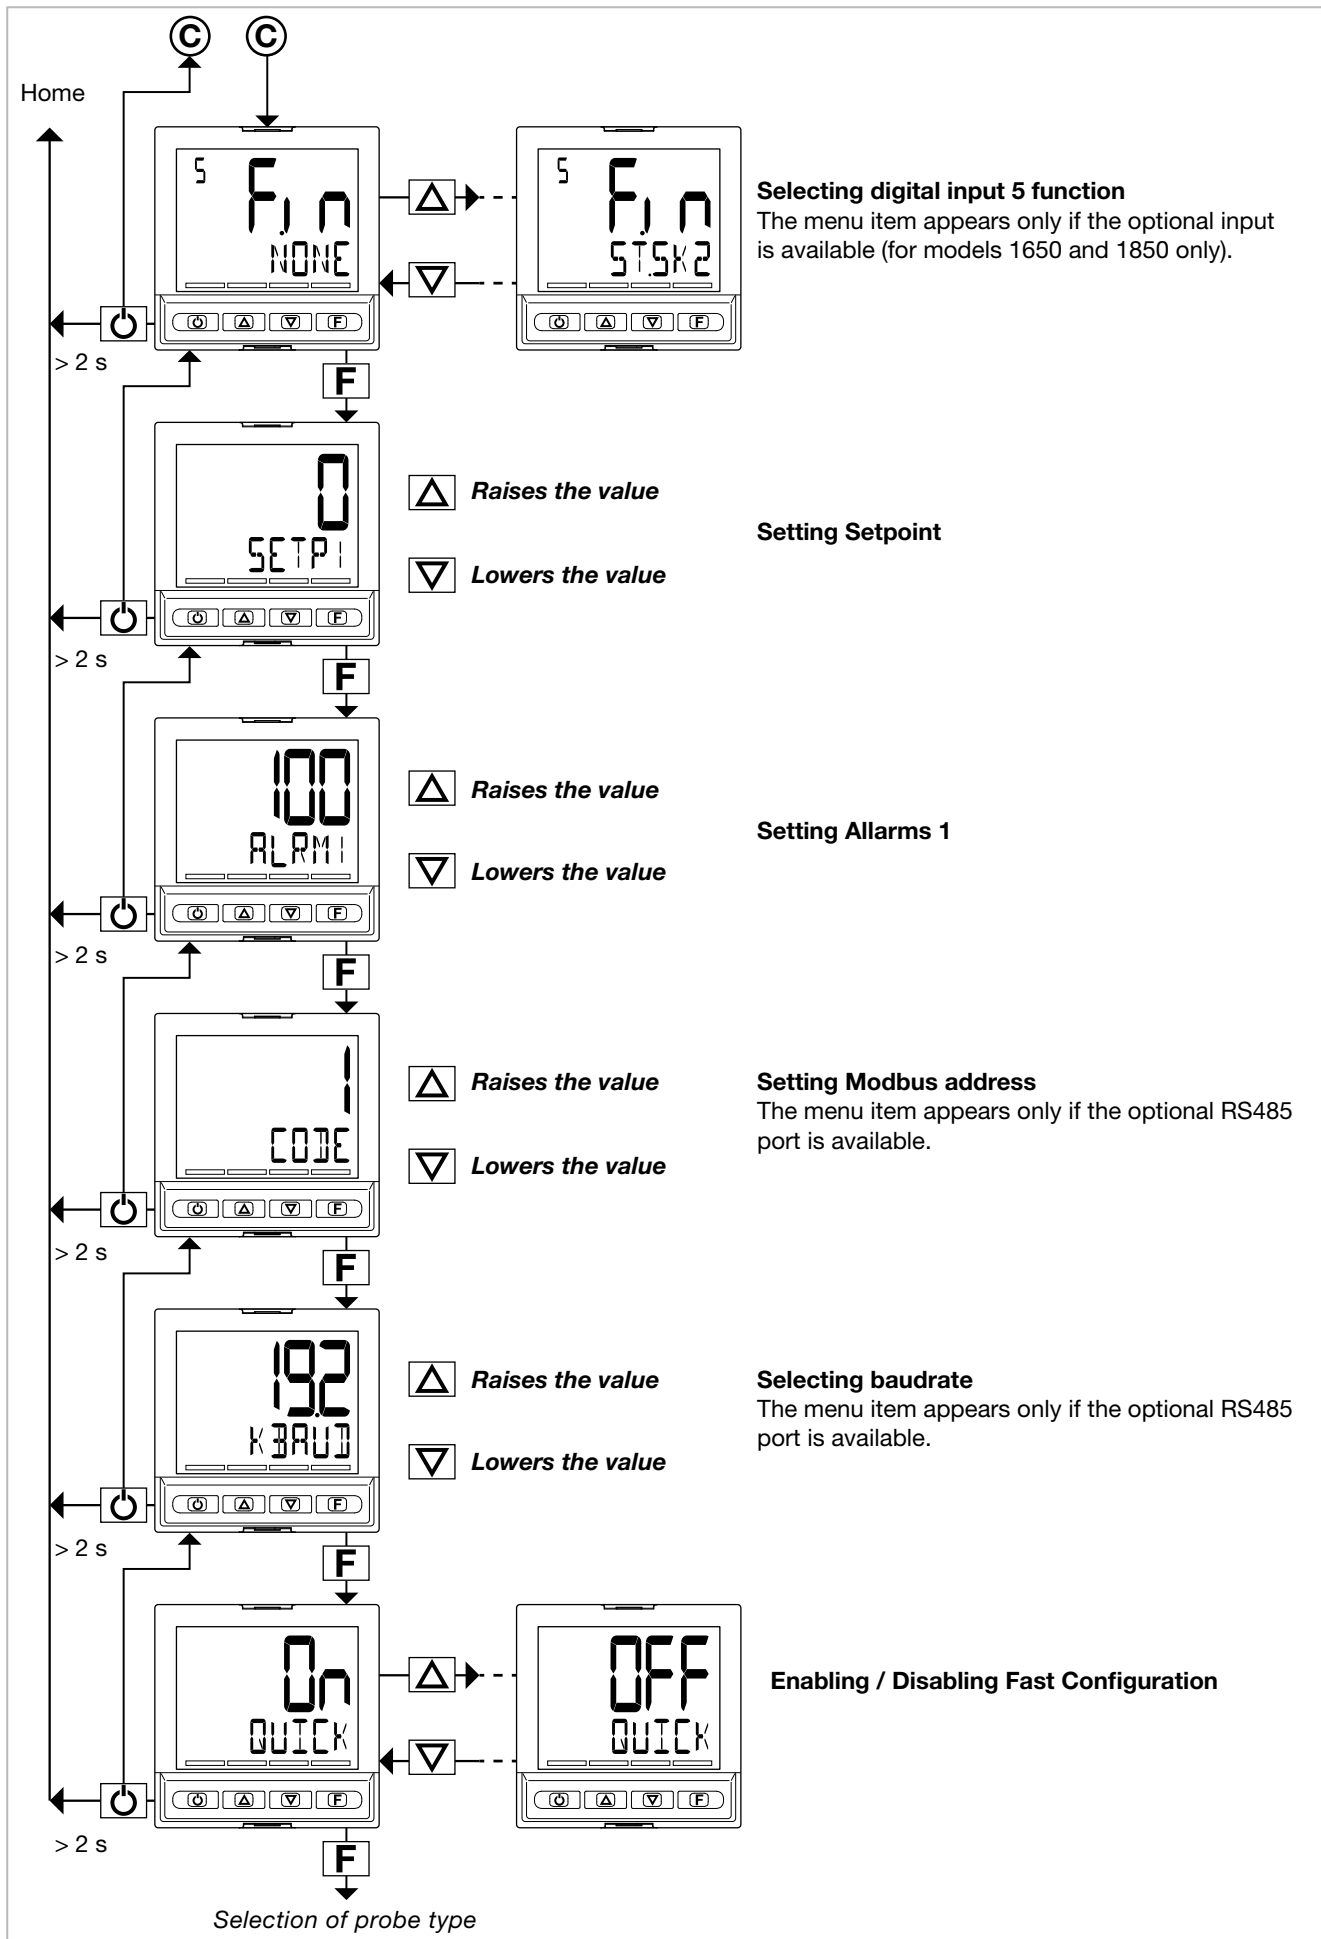 C C
Home
5 F.in
NONE
F
> 2 s
F
5 F.in
ST.SK2
F
Selecting digital input 5 function
The menu item appears only if the optional input
is available (for models 1650 and 1850 only).
0
SETP1
F
> 2 s
F
Raises the value
Lowers the value
Setting Setpoint
100
ALRM1
F
> 2 s
F
Raises the value
Lowers the value
Setting Allarms 1
1
CODE
F
> 2 s
F
Raises the value
Lowers the value
Setting Modbus address
The menu item appears only if the optional RS485
port is available.
19.2
KBAUD
F
> 2 s
F
Raises the value
Lowers the value
Selecting baudrate
The menu item appears only if the optional RS485
port is available.
On
QUICK
F
> 2 s
F
OFF
QUICK
F
Enabling / Disabling Fast Configuration
Selection of probe type